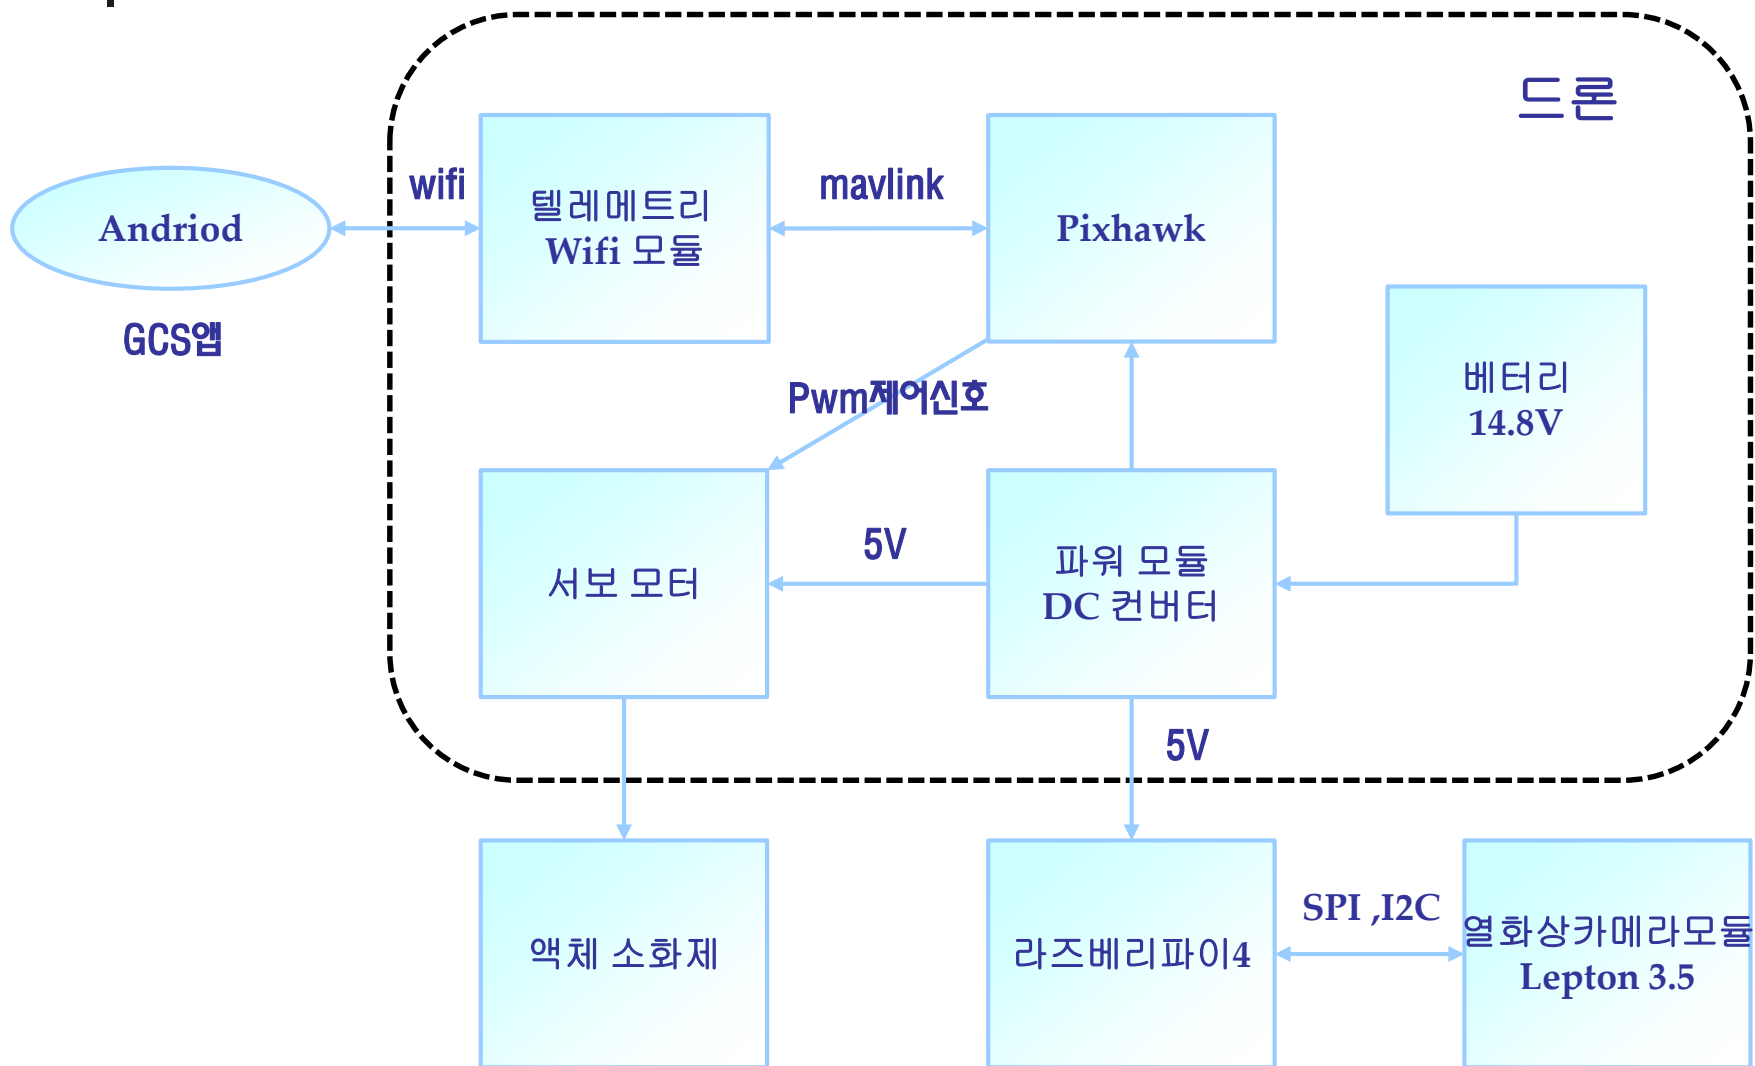 드론
wifi
mavlink
Andriod
텔레메트리
Wifi 모듈
Pixhawk
GCS앱
베터리
14.8V
Pwm제어신호
5V
서보 모터
파워 모듈
DC 컨버터
5V
액체 소화제
라즈베리파이4
SPI ,I2C
열화상카메라모듈
Lepton 3.5